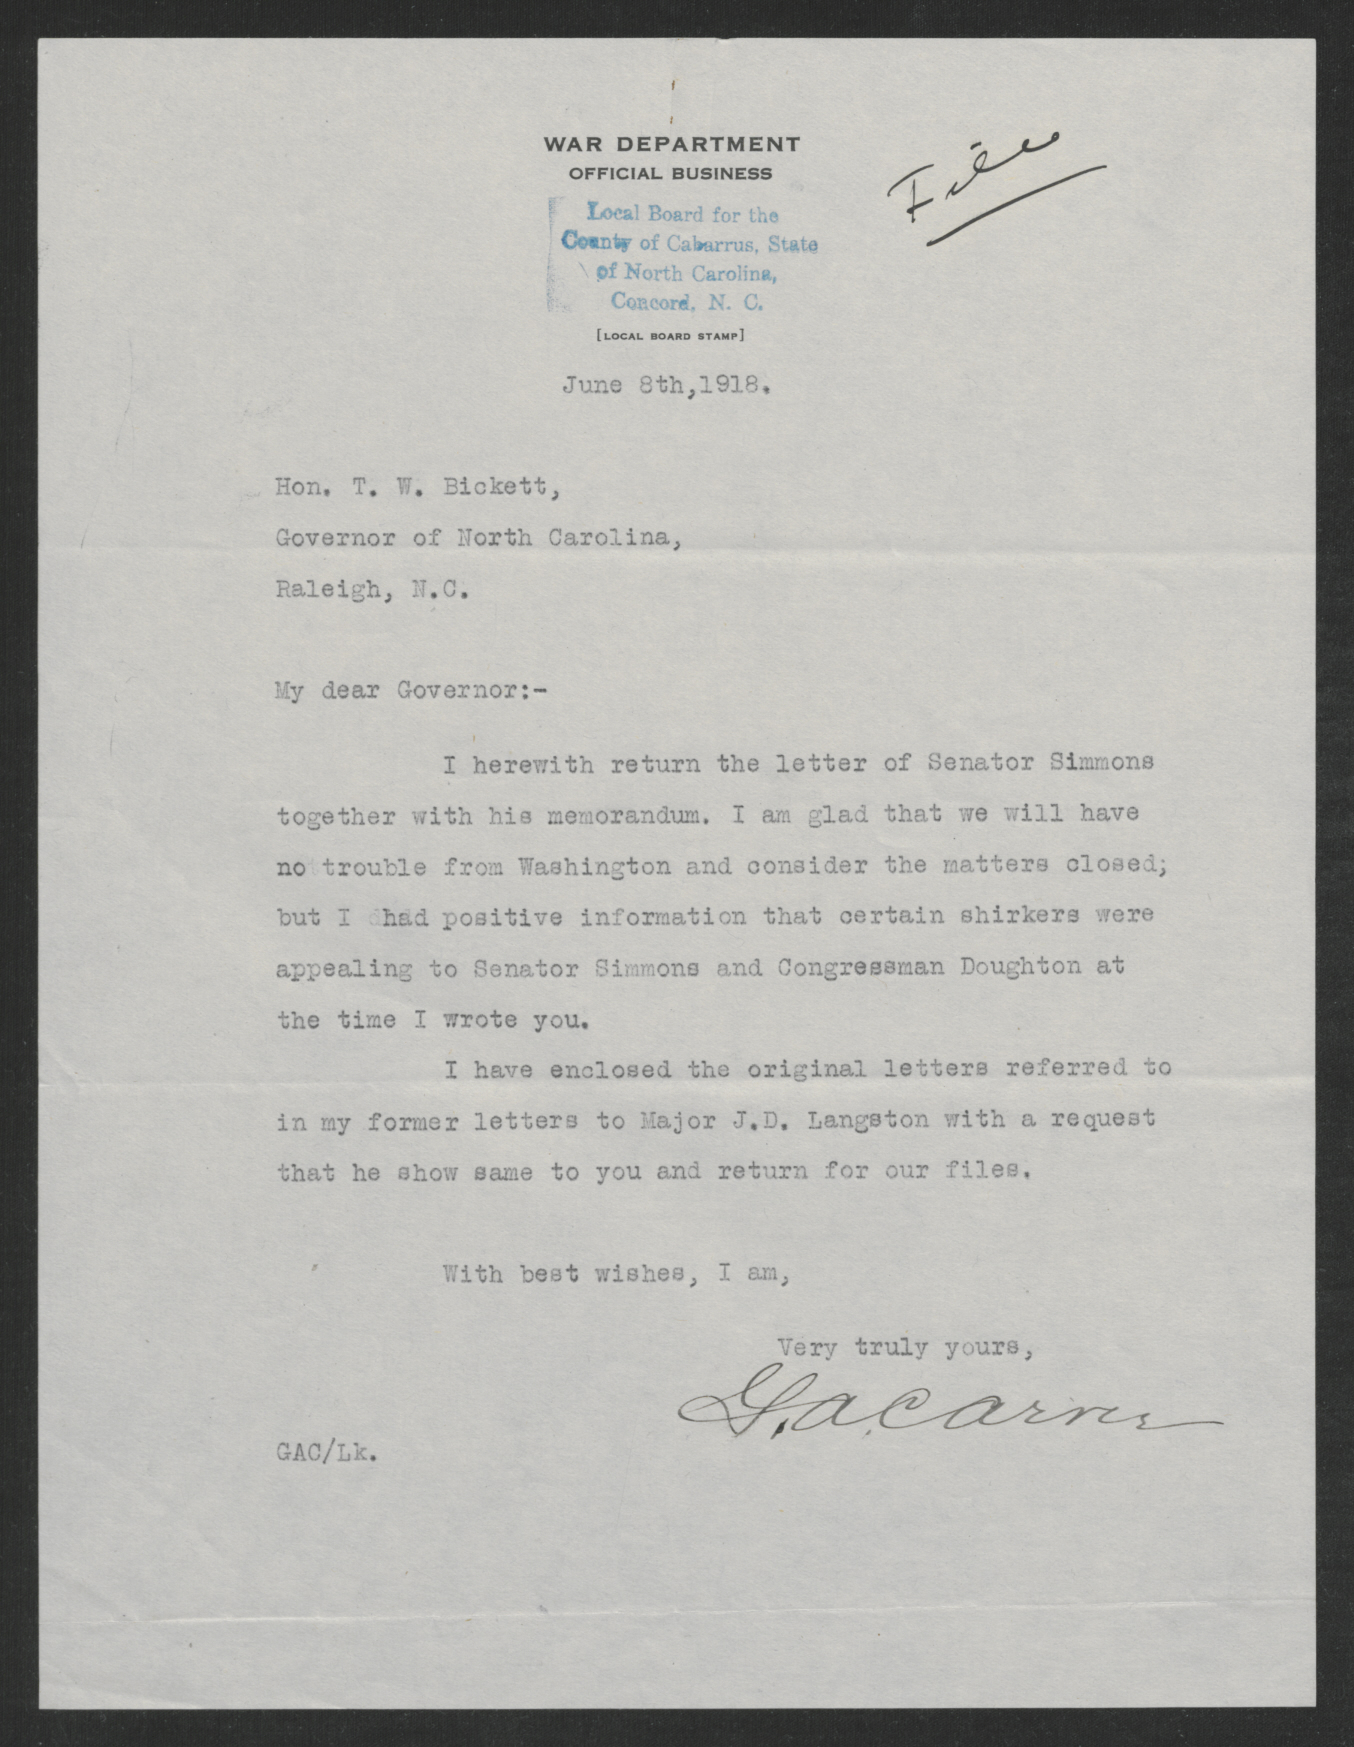 WAR DEPARTMENT
OFFICIAL BUSINESS
File
Local Board for the
County of Cabarrus, State
of North Carolina,
Concord, N. C.
[LOCAL BOARD STAMP]
June 8th,1918.
Hon. T. W. Bickett,
Governor of North Carolina,
Raleigh, N.C.
My dear Governor:-
I herewith return the letter of Senator Simmons
together with his memorandum. I am glad that we will have
no trouble from Washington and consider the matters closed;
but I had positive information that certain shirkers were
appealing to Senator Simmons and Congressman Doughton at
the time I wrote you.
I have enclosed the original letters referred to
in my former letters to Major J.D. Langston with a request
that he show same to you and return for our files.
With best wishes, I am,
Very truly yours,
G.A.Carver
GAC/Lk.